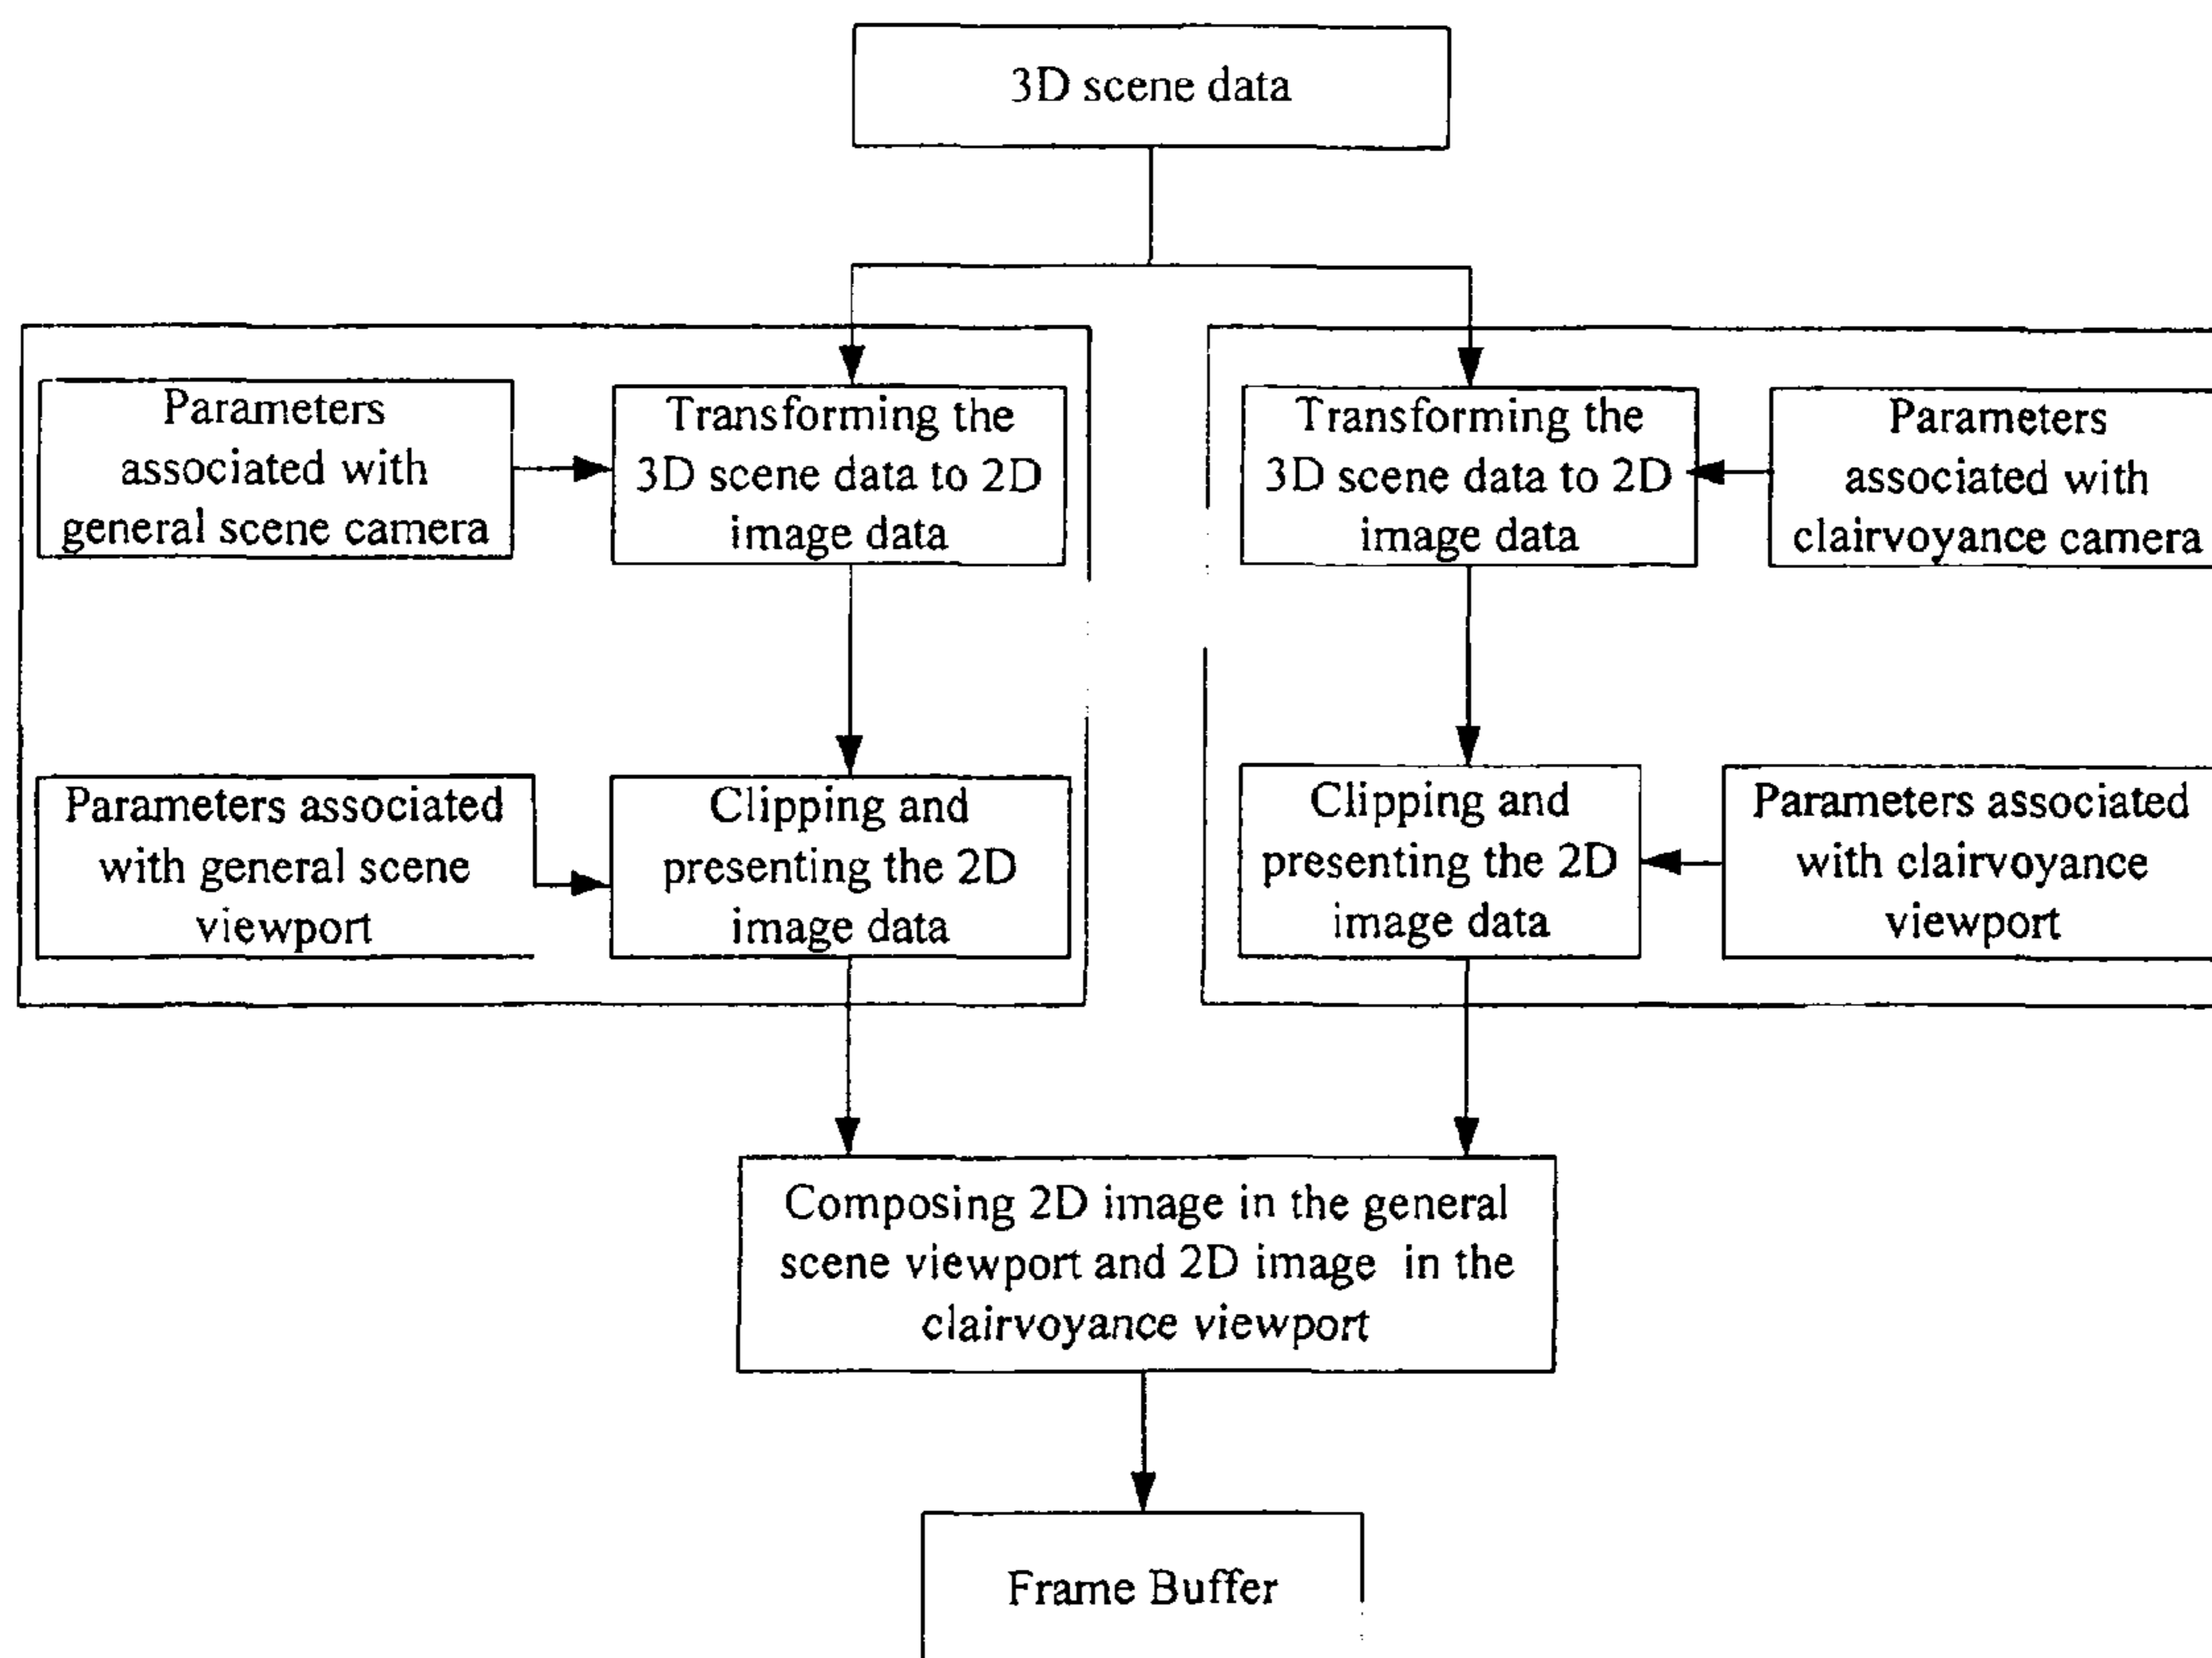 3D scene data
Parameters
associated with
general scene camera
Transforming the
3D scene data to 2D
image data
Transforming the
3D scene data to 2D
image data
Parameters
associated with
clairvoyance camera
Parameters associated
with general scene
viewport
Clipping and
presenting the 2D
image data
Clipping and
presenting the 2D
image data
Parameters associated
with clairvoyance
viewport
Composing 2D image in the general
scene viewport and 2D image in the
clairvoyance viewport
Frame Buffer